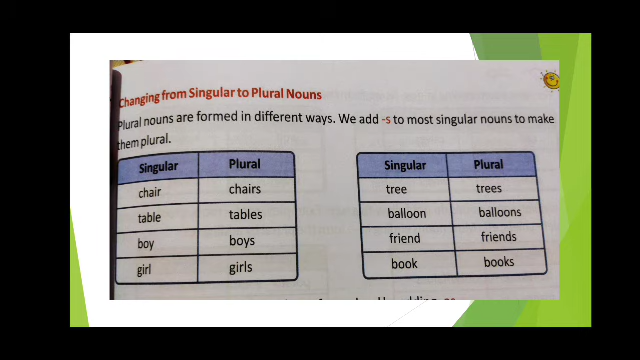 Changing from Singular to Plural Nouns
Plural nouns are formed in different ways. We add -s to most singular nouns to make
them plural.
Singular Plural
chair chairs
table tables
boy boys
girl girls
Singular Plural
tree trees
balloon balloons
friend friends
book books